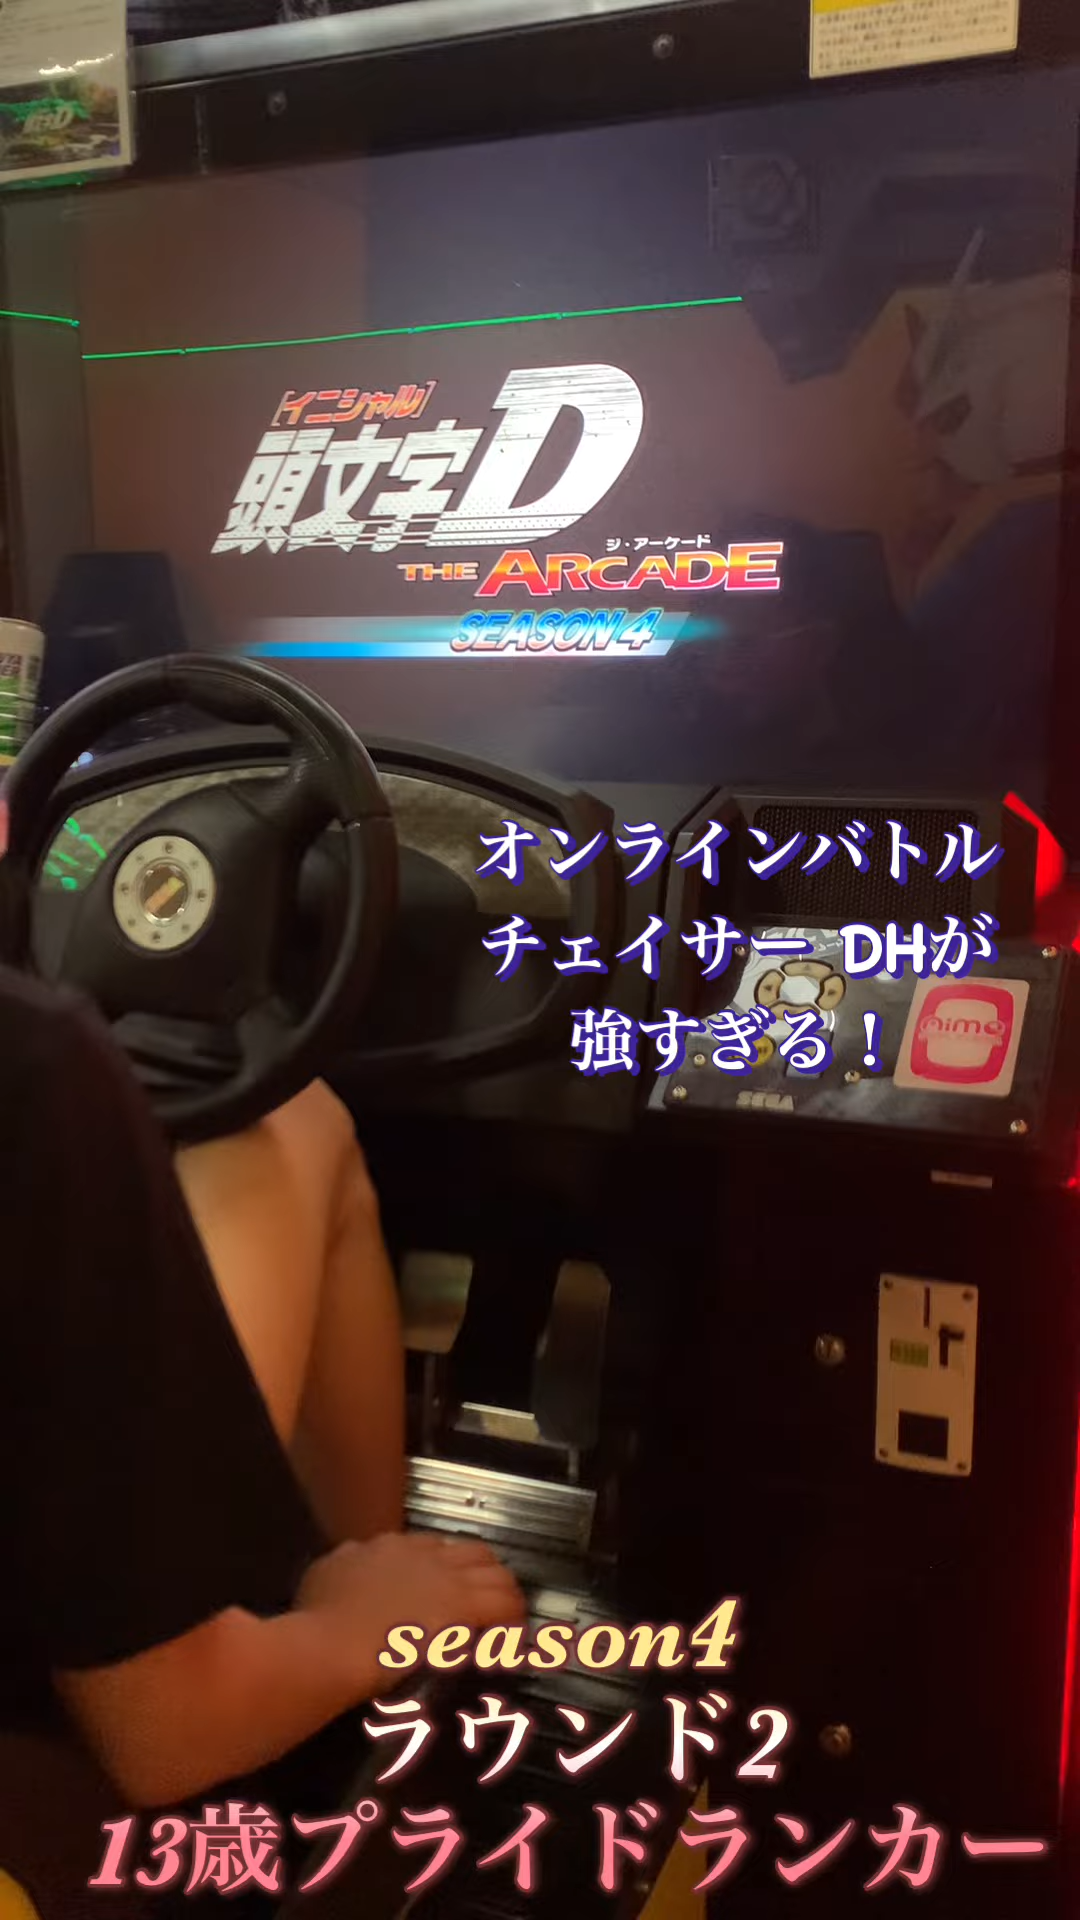 [イニシャル]
頭文字D
ジ・アーケード
THE ARCADE
SEASON 4
オンラインバトル
チェイサー DHが
強すぎる！
aime
SEGA
season4
ラウンド2
13歳プライドランカー